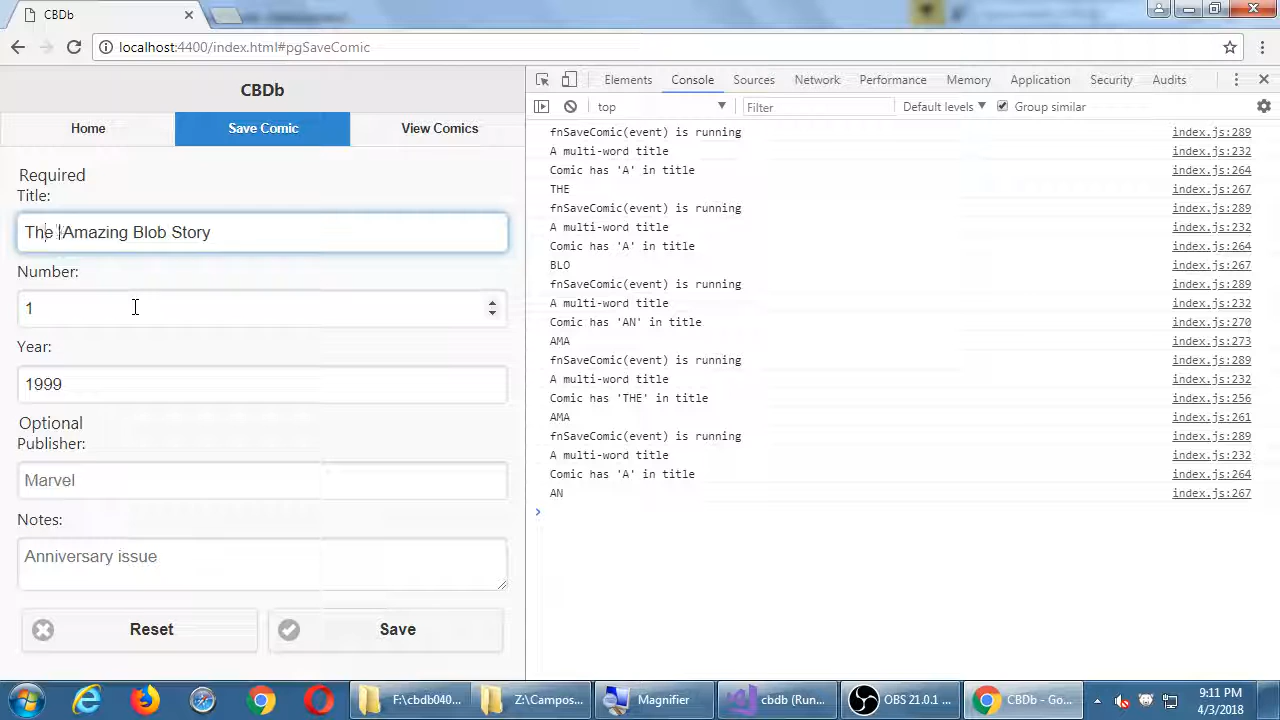 CBDb
localhost:4400/index.html#pgSaveComic
CBDb
Home
Save Comic
View Comics
Required
Title:
The Amazing Blob Story
Number:
1
Year:
1999
Optional
Publisher:
Marvel
Notes:
Anniversary issue
Reset
Save
Elements
Console
Sources
Network
Performance
Memory
Application
Security
Audits
top
Filter
Default levels
Group similar
fnSaveComic(event) is running index.js:289
A multi-word title index.js:232
Comic has 'A' in title index.js:264
THE index.js:267
fnSaveComic(event) is running index.js:289
A multi-word title index.js:232
Comic has 'A' in title index.js:264
BLO index.js:267
fnSaveComic(event) is running index.js:289
A multi-word title index.js:232
Comic has 'AN' in title index.js:270
AMA index.js:273
fnSaveComic(event) is running index.js:289
A multi-word title index.js:232
Comic has 'THE' in title index.js:256
AMA index.js:261
fnSaveComic(event) is running index.js:289
A multi-word title index.js:232
Comic has 'A' in title index.js:264
AN index.js:267
F:\cbdb040...
Z:\Campos...
Magnifier
cbdb (Run...
OBS 21.0.1 ...
CBDb - Go...
9:11 PM
4/3/2018